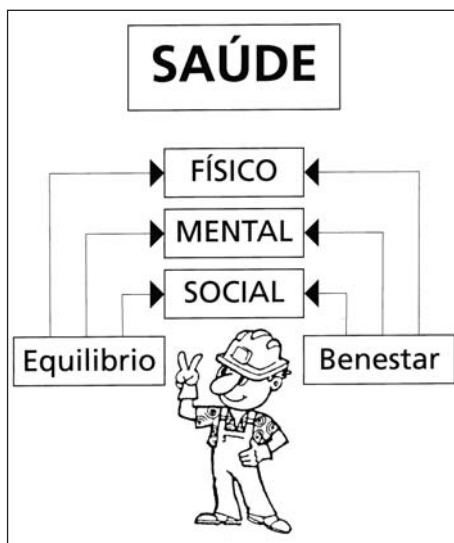 SAÚDE
FÍSICO
MENTAL
SOCIAL
Equilibrio
Benestar